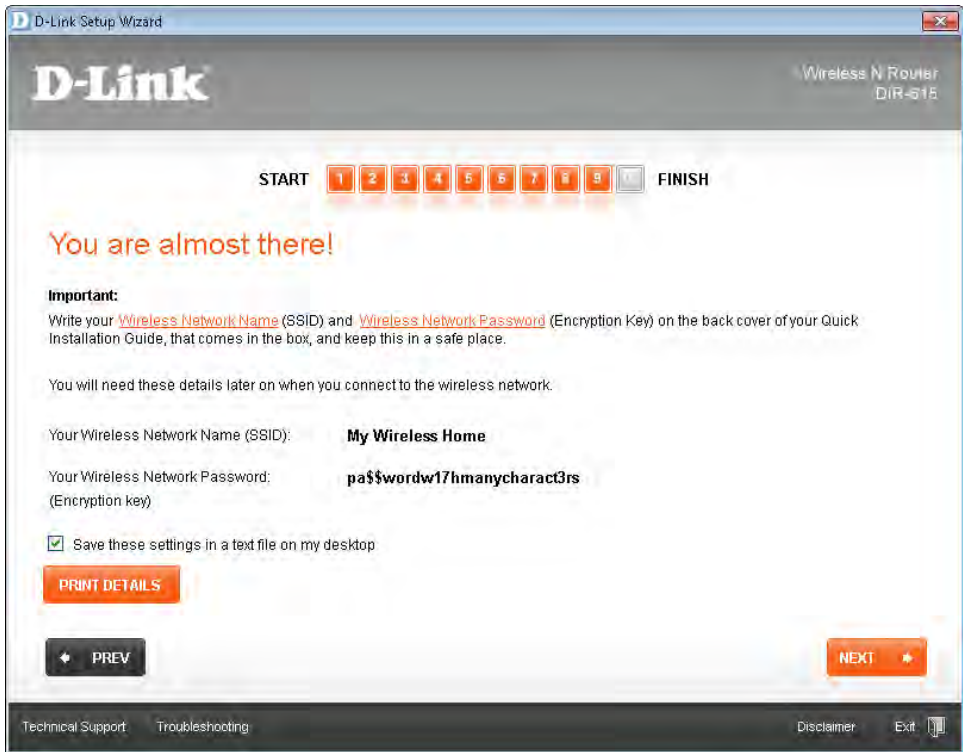 D-Link Setup Wizard
D-Link
Wireless N Router
DIR-615
START 1 2 3 4 5 6 7 8 9 FINISH
You are almost there!
Important:
Write your Wireless Network Name (SSID) and Wireless Network Password (Encryption Key) on the back cover of your Quick
Installation Guide, that comes in the box, and keep this in a safe place.
You will need these details later on when you connect to the wireless network.
Your Wireless Network Name (SSID): My Wireless Home
Your Wireless Network Password: pa$$wordw17hmanycharact3rs
(Encryption key)
Save these settings in a text file on my desktop
PRINT DETAILS
PREV
NEXT
Technical Support Troubleshooting Disclaimer Exit